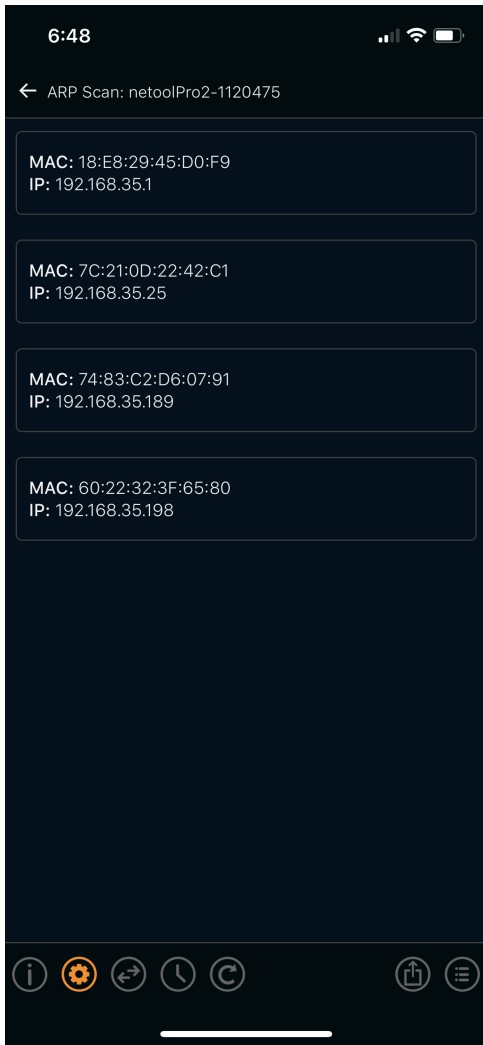 6:48
ARP Scan: netoolPro2-1120475
MAC: 18:E8:29:45:D0:F9
IP: 192.168.35.1
MAC: 7C:21:0D:22:42:C1
IP: 192.168.35.25
MAC: 74:83:C2:D6:07:91
IP: 192.168.35.189
MAC: 60:22:32:3F:65:80
IP: 192.168.35.198